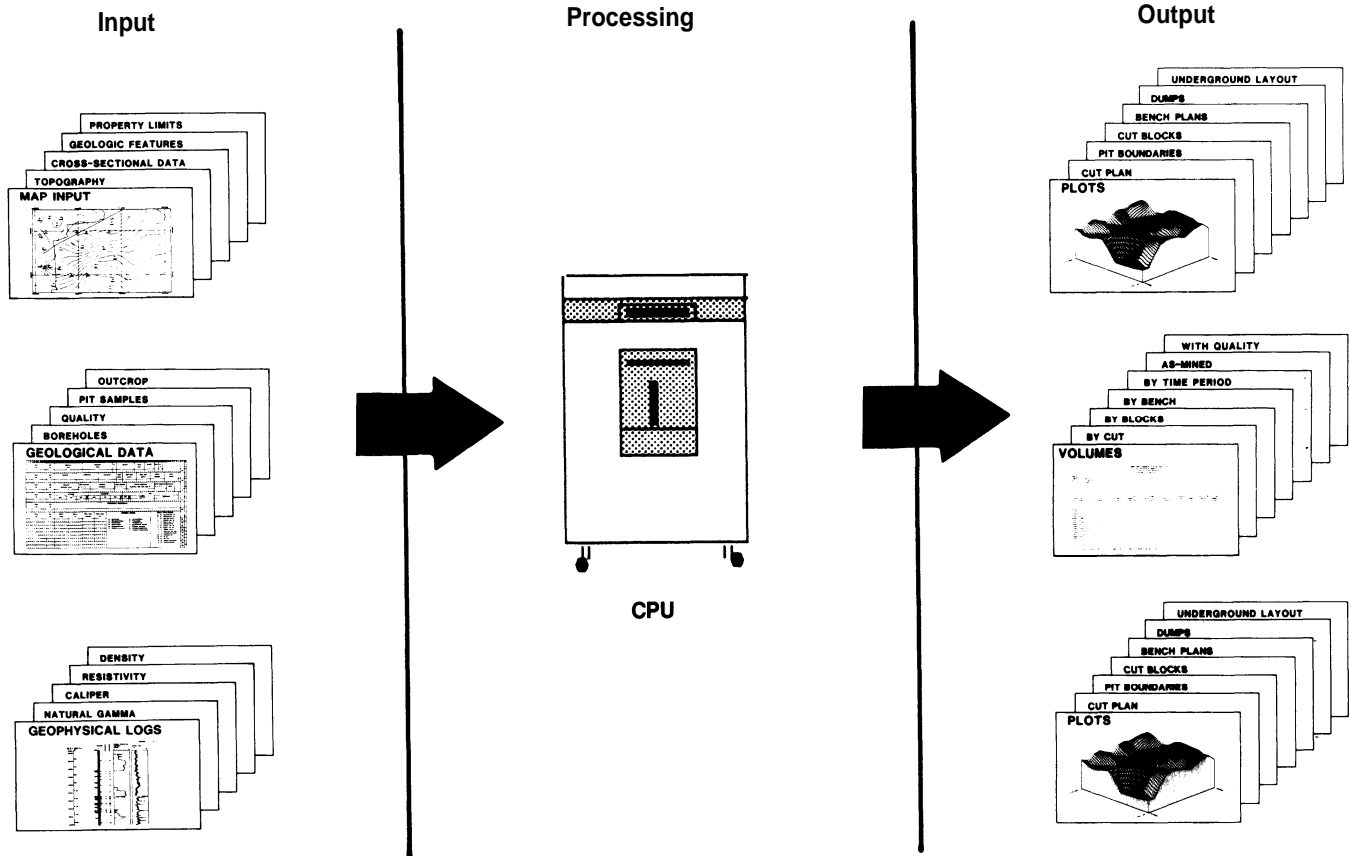 Input
Processing
Output
PROPERTY LIMITS
GEOLOGIC FEATURES
CROSS-SECTIONAL DATA
TOPOGRAPHY
MAP INPUT
OUTCROP
PIT SAMPLES
QUALITY
BOREHOLES
GEOLOGICAL DATA
DENSITY
RESISTIVITY
CALIPER
NATURAL GAMMA
GEOPHYSICAL LOGS
CPU
UNDERGROUND LAYOUT
DUMPS
BENCH PLANS
CUT BLOCKS
PIT BOUNDARIES
CUT PLAN
PLOTS
WITH QUALITY
AS-MINED
BY TIME PERIOD
BY BENCH
BY BLOCKS
BY CUT
VOLUMES
UNDERGROUND LAYOUT
DUMPS
BENCH PLANS
CUT BLOCKS
PIT BOUNDARIES
CUT PLAN
PLOTS